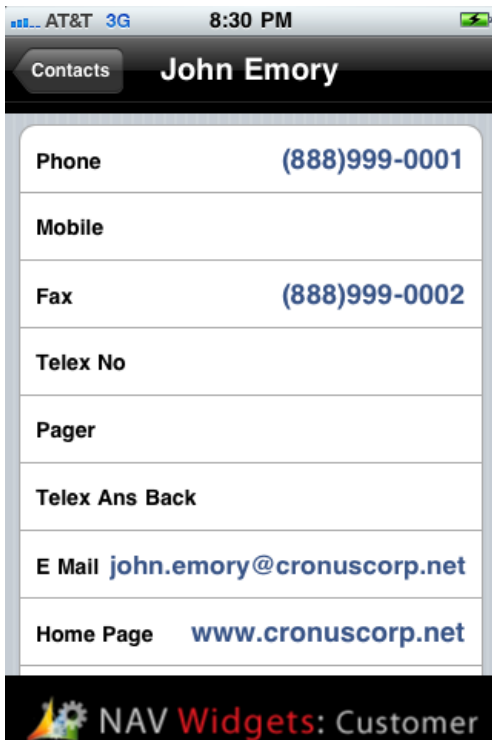 AT&T 3G 8:30 PM
Contacts John Emory
Phone (888)999-0001
Mobile
Fax (888)999-0002
Telex No
Pager
Telex Ans Back
E Mail john.emory@cronuscorp.net
Home Page www.cronuscorp.net
NAV Widgets: Customer